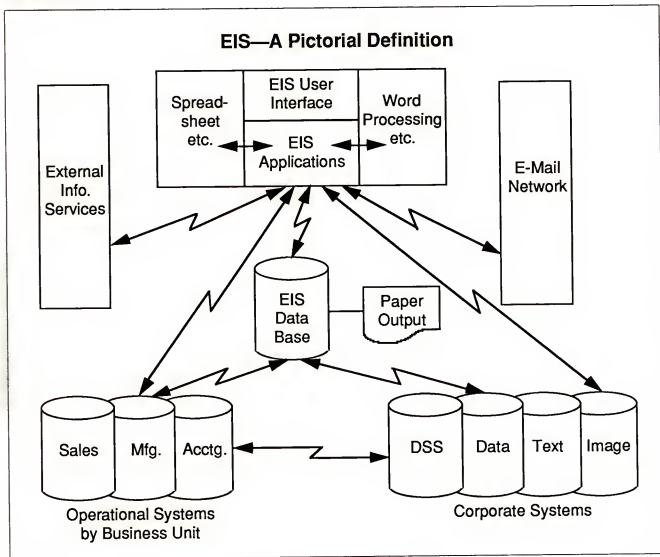 EIS—A Pictorial Definition
Spread-
sheet
etc.
EIS User
Interface
EIS
Applications
Word
Processing
etc.
External
Info.
Services
E-Mail
Network
EIS
Data
Base
Paper
Output
Sales
Mfg.
Acctg.
DSS
Data
Text
Image
Operational Systems
by Business Unit
Corporate Systems